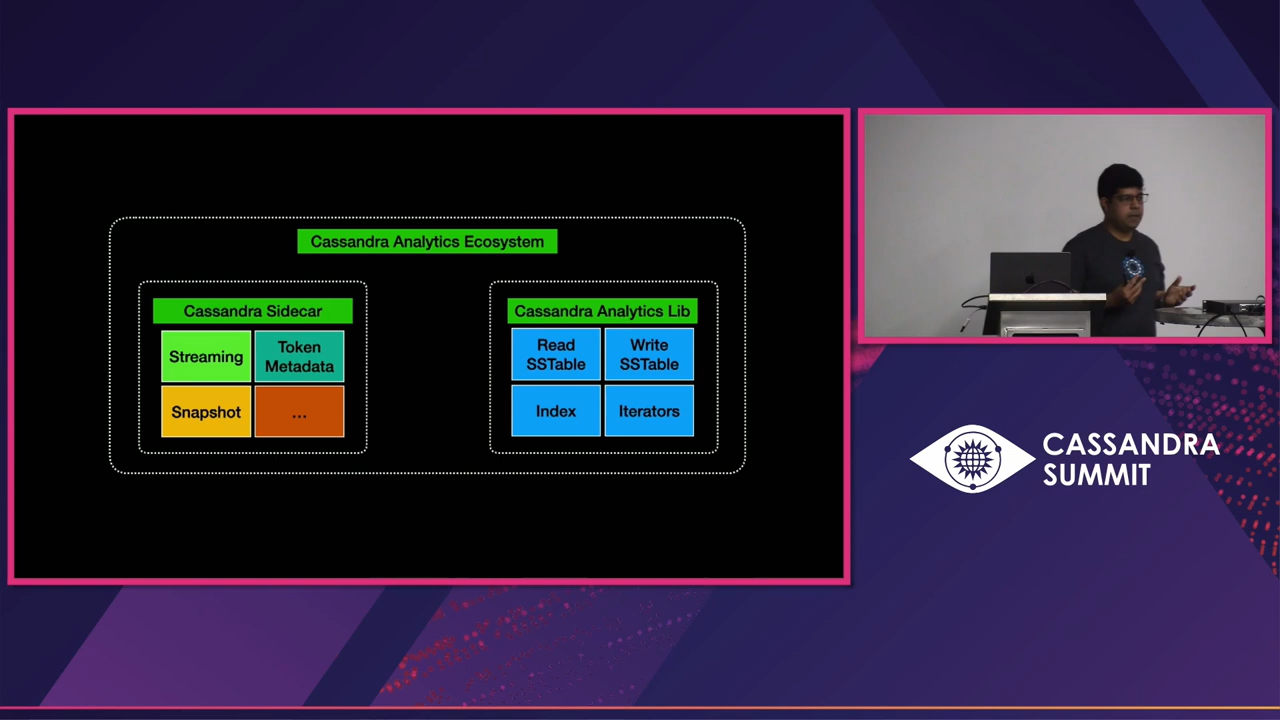 Cassandra Analytics Ecosystem
Cassandra Sidecar
Streaming
Token
Metadata
Snapshot
...
Cassandra Analytics Lib
Read
SSTable
Write
SSTable
Index
Iterators
CASSANDRA
SUMMIT